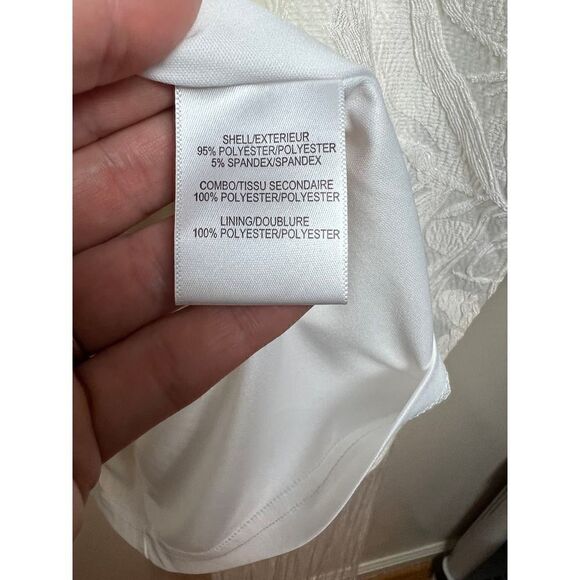 SHELL/EXTERIEUR
95% POLYESTER/POLYESTER
5% SPANDEX/SPANDEX
COMBO/TISSU SECONDAIRE
100% POLYESTER/POLYESTER
LINING/DOUBLURE
100% POLYESTER/POLYESTER